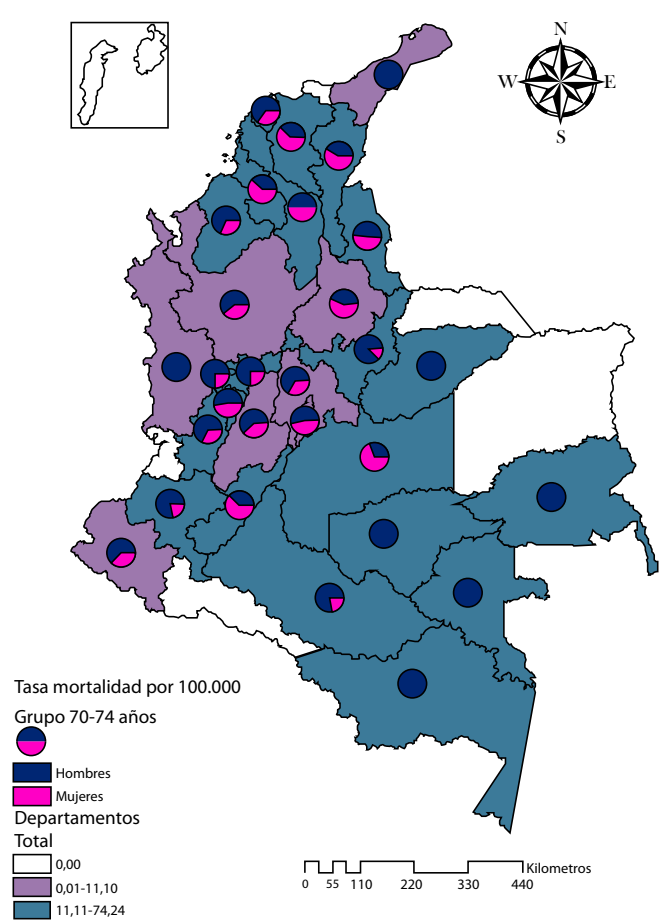 N
W E
S
Tasa mortalidad por 100.000
Grupo 70-74 años
Hombres
Mujeres
Departamentos
Total
0,00
0,01-11,10
11,11-74,24
Kilometros
0 55 110 220 330 440